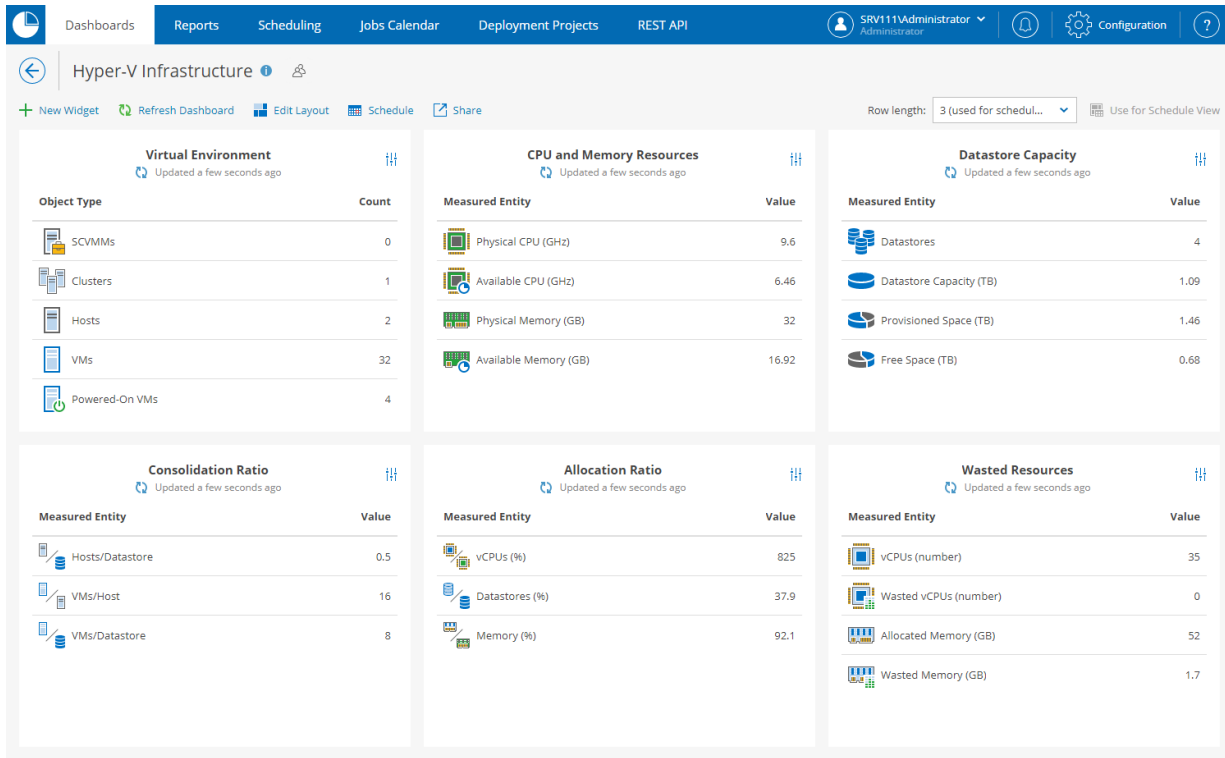 Dashboards Reports Scheduling Jobs Calendar Deployment Projects REST API SRV111\Administrator Configuration ?
Administrator
Hyper-V Infrastructure
New Widget Refresh Dashboard Edit Layout Schedule Share Row length: 3 (used for schedul... Use for Schedule View
Virtual Environment
Updated a few seconds ago
Object Type Count
SCVMMs 0
Clusters 1
Hosts 2
VMs 32
Powered-On VMs 4
CPU and Memory Resources
Updated a few seconds ago
Measured Entity Value
Physical CPU (GHz) 9.6
Available CPU (GHz) 6.46
Physical Memory (GB) 32
Available Memory (GB) 16.92
Datastore Capacity
Updated a few seconds ago
Measured Entity Value
Datastores 4
Datastore Capacity (TB) 1.09
Provisioned Space (TB) 1.46
Free Space (TB) 0.68
Consolidation Ratio
Updated a few seconds ago
Measured Entity Value
Hosts/Datastore 0.5
VMs/Host 16
VMs/Datastore 8
Allocation Ratio
Updated a few seconds ago
Measured Entity Value
vCPUs (%) 825
Datastores (%) 37.9
Memory (%) 92.1
Wasted Resources
Updated a few seconds ago
Measured Entity Value
vCPUs (number) 35
Wasted vCPUs (number) 0
Allocated Memory (GB) 52
Wasted Memory (GB) 1.7